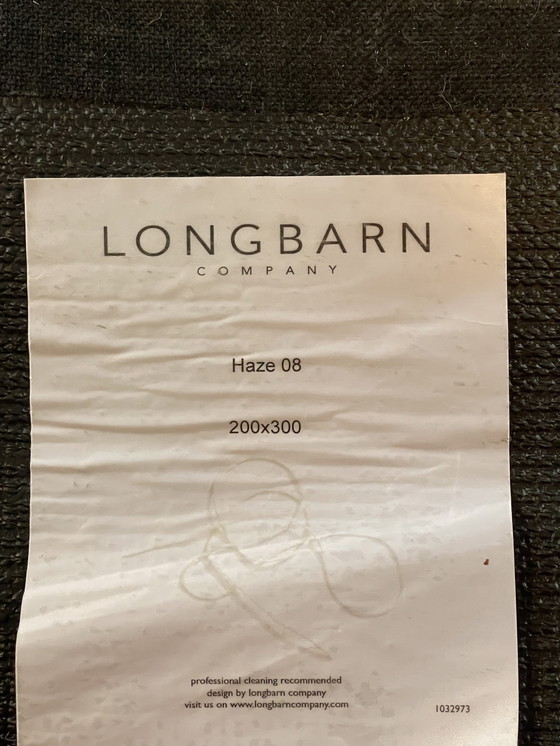 LONGBARN
COMPANY
Haze 08
200x300
professional cleaning recommended
design by longbarn company
visit us on www.longbarncompany.com
1032973